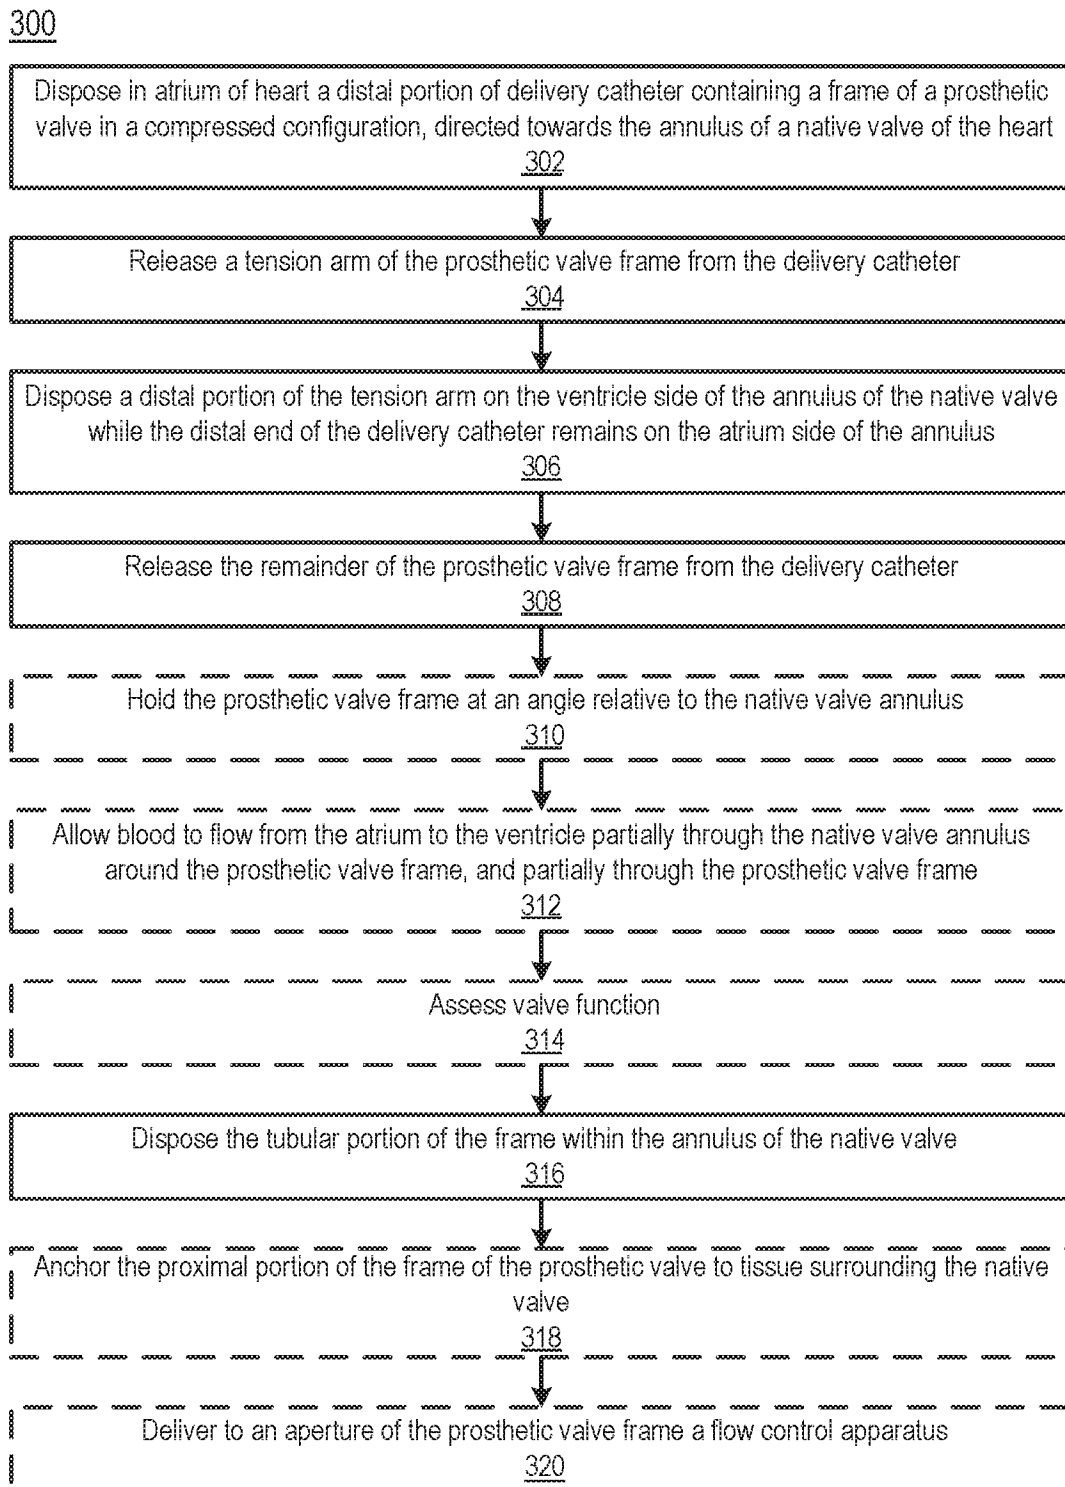 300
Dispose in atrium of heart a distal portion of delivery catheter containing a frame of a prosthetic
valve in a compressed configuration, directed towards the annulus of a native valve of the heart
302
Release a tension arm of the prosthetic valve frame from the delivery catheter
304
Dispose a distal portion of the tension arm on the ventricle side of the annulus of the native valve
while the distal end of the delivery catheter remains on the atrium side of the annulus
306
Release the remainder of the prosthetic valve frame from the delivery catheter
308
Hold the prosthetic valve frame at an angle relative to the native valve annulus
310
Allow blood to flow from the atrium to the ventricle partially through the native valve annulus
around the prosthetic valve frame, and partially through the prosthetic valve frame
312
Assess valve function
314
Dispose the tubular portion of the frame within the annulus of the native valve
316
Anchor the proximal portion of the frame of the prosthetic valve to tissue surrounding the native
valve
318
Deliver to an aperture of the prosthetic valve frame a flow control apparatus
320